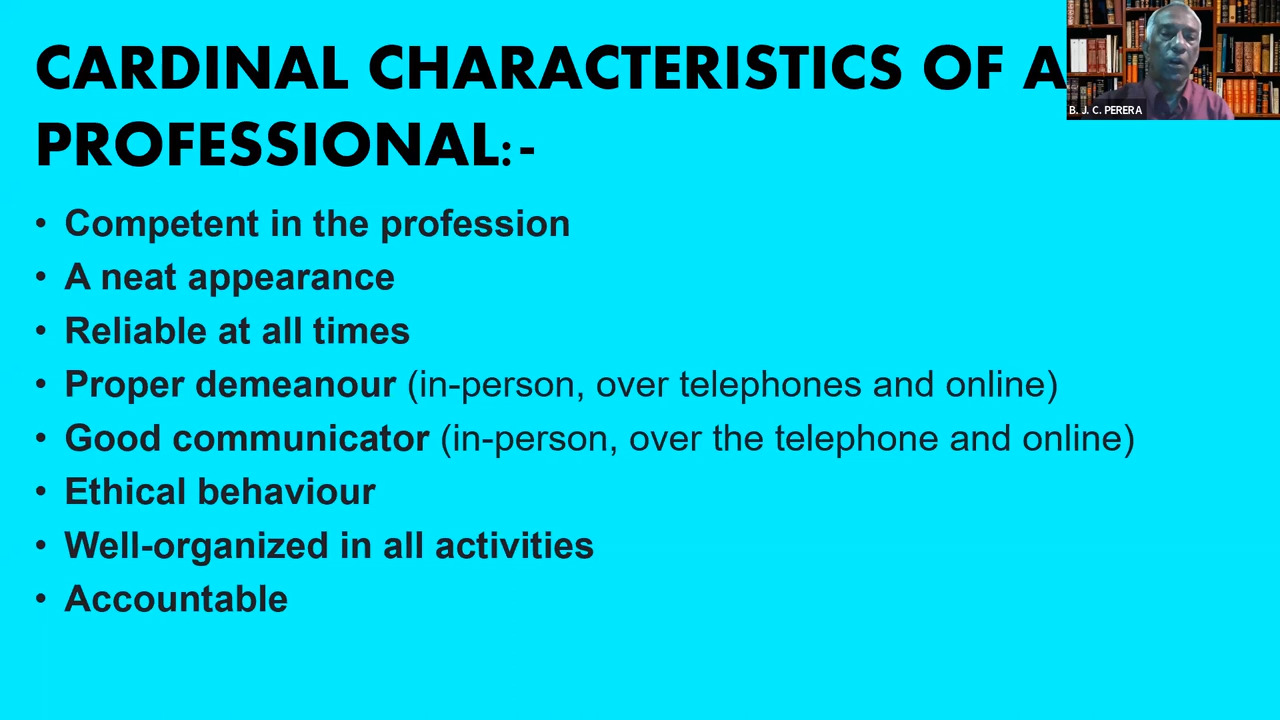 CARDINAL CHARACTERISTICS OF A
PROFESSIONAL:-
B. J. C. PERERA
• Competent in the profession
• A neat appearance
• Reliable at all times
• Proper demeanour (in-person, over telephones and online)
• Good communicator (in-person, over the telephone and online)
• Ethical behaviour
• Well-organized in all activities
• Accountable